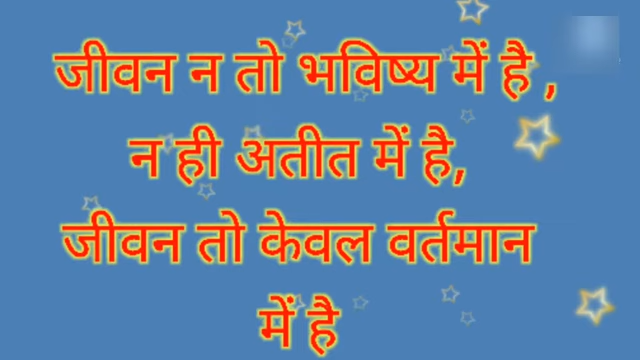 जीवन न तो भविष्य में है ,
न ही अतीत में है,
जीवन तो केवल वर्तमान
में है